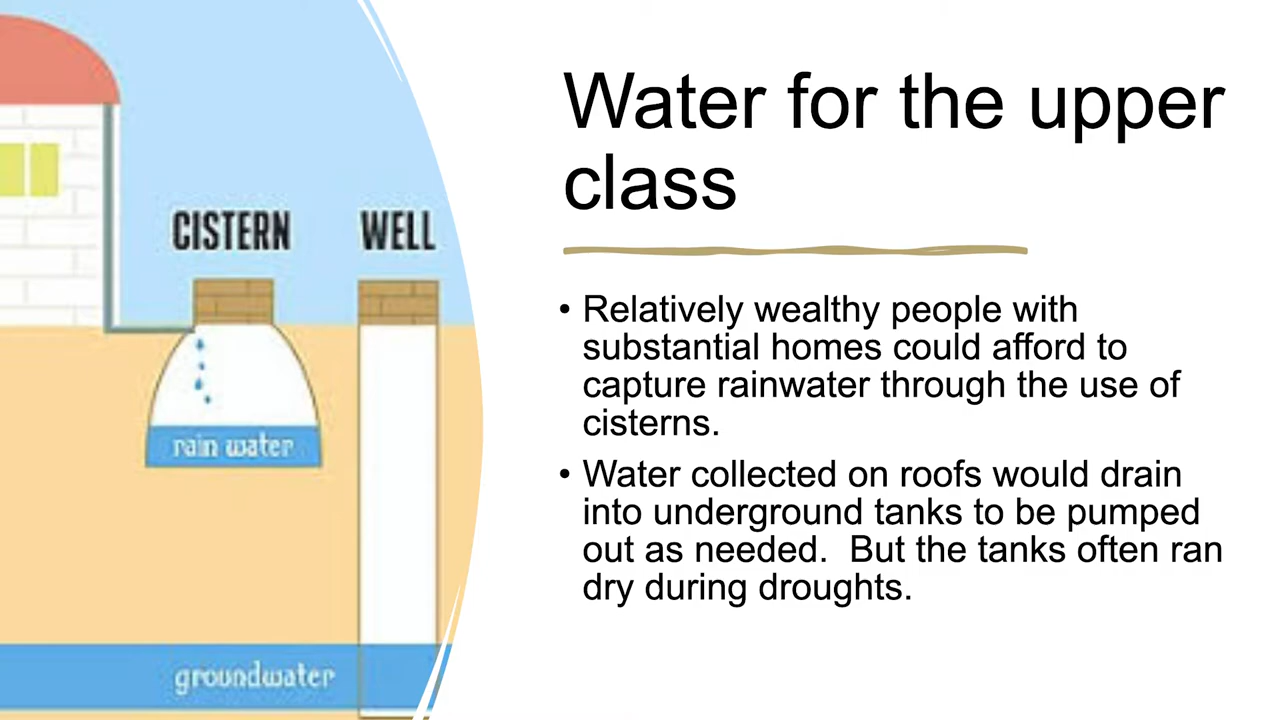 Water for the upper
class
CISTERN WELL
• Relatively wealthy people with
substantial homes could afford to
capture rainwater through the use of
cisterns.
rain water
• Water collected on roofs would drain
into underground tanks to be pumped
out as needed.  But the tanks often ran
dry during droughts.
groundwater